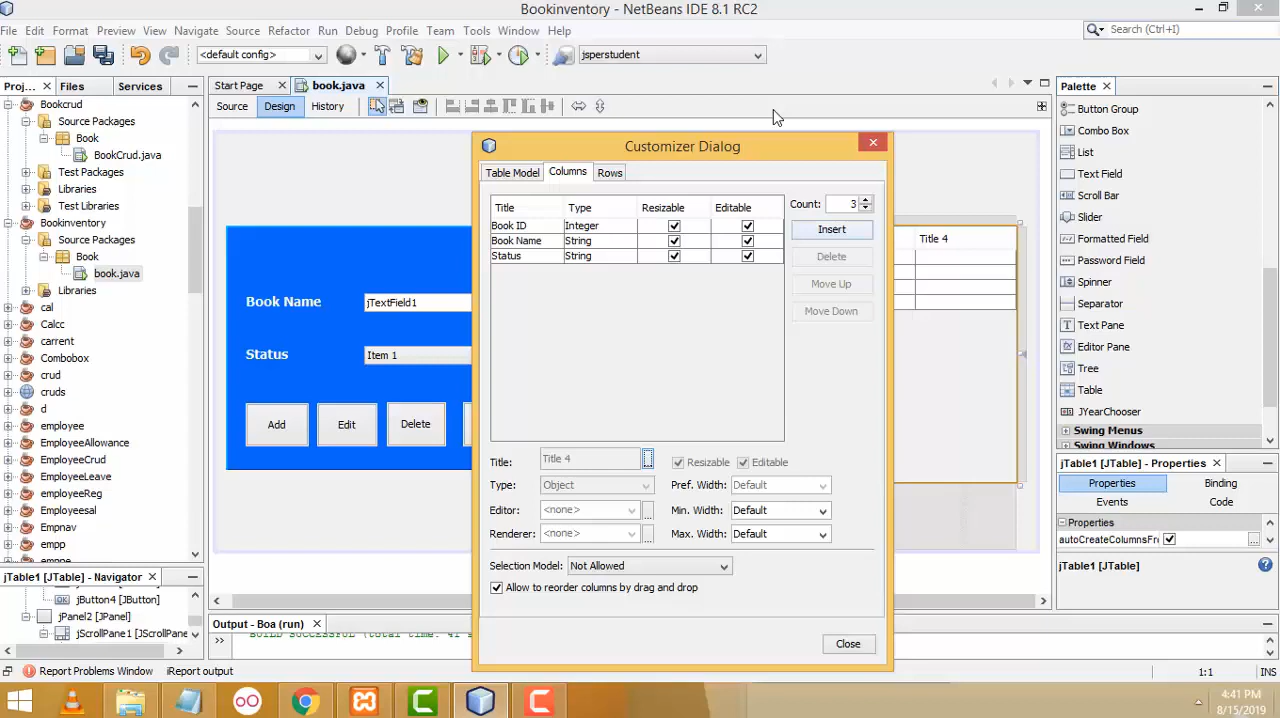 Bookinventory - NetBeans IDE 8.1 RC2
File Edit Format Preview View Navigate Source Refactor Run Debug Profile Team Tools Window Help
Search (Ctrl+I)
<default config>
jsperstudent
Proj... Files Services
Start Page book.java
Palette
Source Design History
Bookcrud
Source Packages
Book
BookCrud.java
Test Packages
Libraries
Test Libraries
Bookinventory
Source Packages
Book
book.java
Libraries
cal
Calcc
carrent
Combobox
crud
cruds
d
employee
EmployeeAllowance
EmployeeCrud
EmployeeLeave
employeeReg
Employeesal
Empnav
empp
Book Name
jTextField1
Status
Item 1
Add Edit Delete
Title 4
Customizer Dialog
Table Model Columns Rows
Title Type Resizable Editable
Book ID Integer
Book Name String
Status String
Count: 3
Insert
Delete
Move Up
Move Down
Title: Title 4
Resizable Editable
Type: Object
Pref. Width: Default
Editor: <none> ...
Min. Width: Default
Renderer: <none> ...
Max. Width: Default
Selection Model: Not Allowed
Allow to reorder columns by drag and drop
Close
Button Group
Combo Box
List
Text Field
Scroll Bar
Slider
Formatted Field
Password Field
Spinner
Separator
Text Pane
Editor Pane
Tree
Table
JYearChooser
Swing Menus
Swing Windows
jTable1 [JTable] - Properties
Properties Binding
Events Code
Properties
autoCreateColumnsFr ...
jTable1 [JTable]
jTable1 [JTable] - Navigator
jButton4 [JButton]
jPanel2 [JPanel]
jScrollPane1 [JScrollPane
Output - Boa (run)
Report Problems Window iReport output
1:1 INS
4:41 PM
8/15/2019